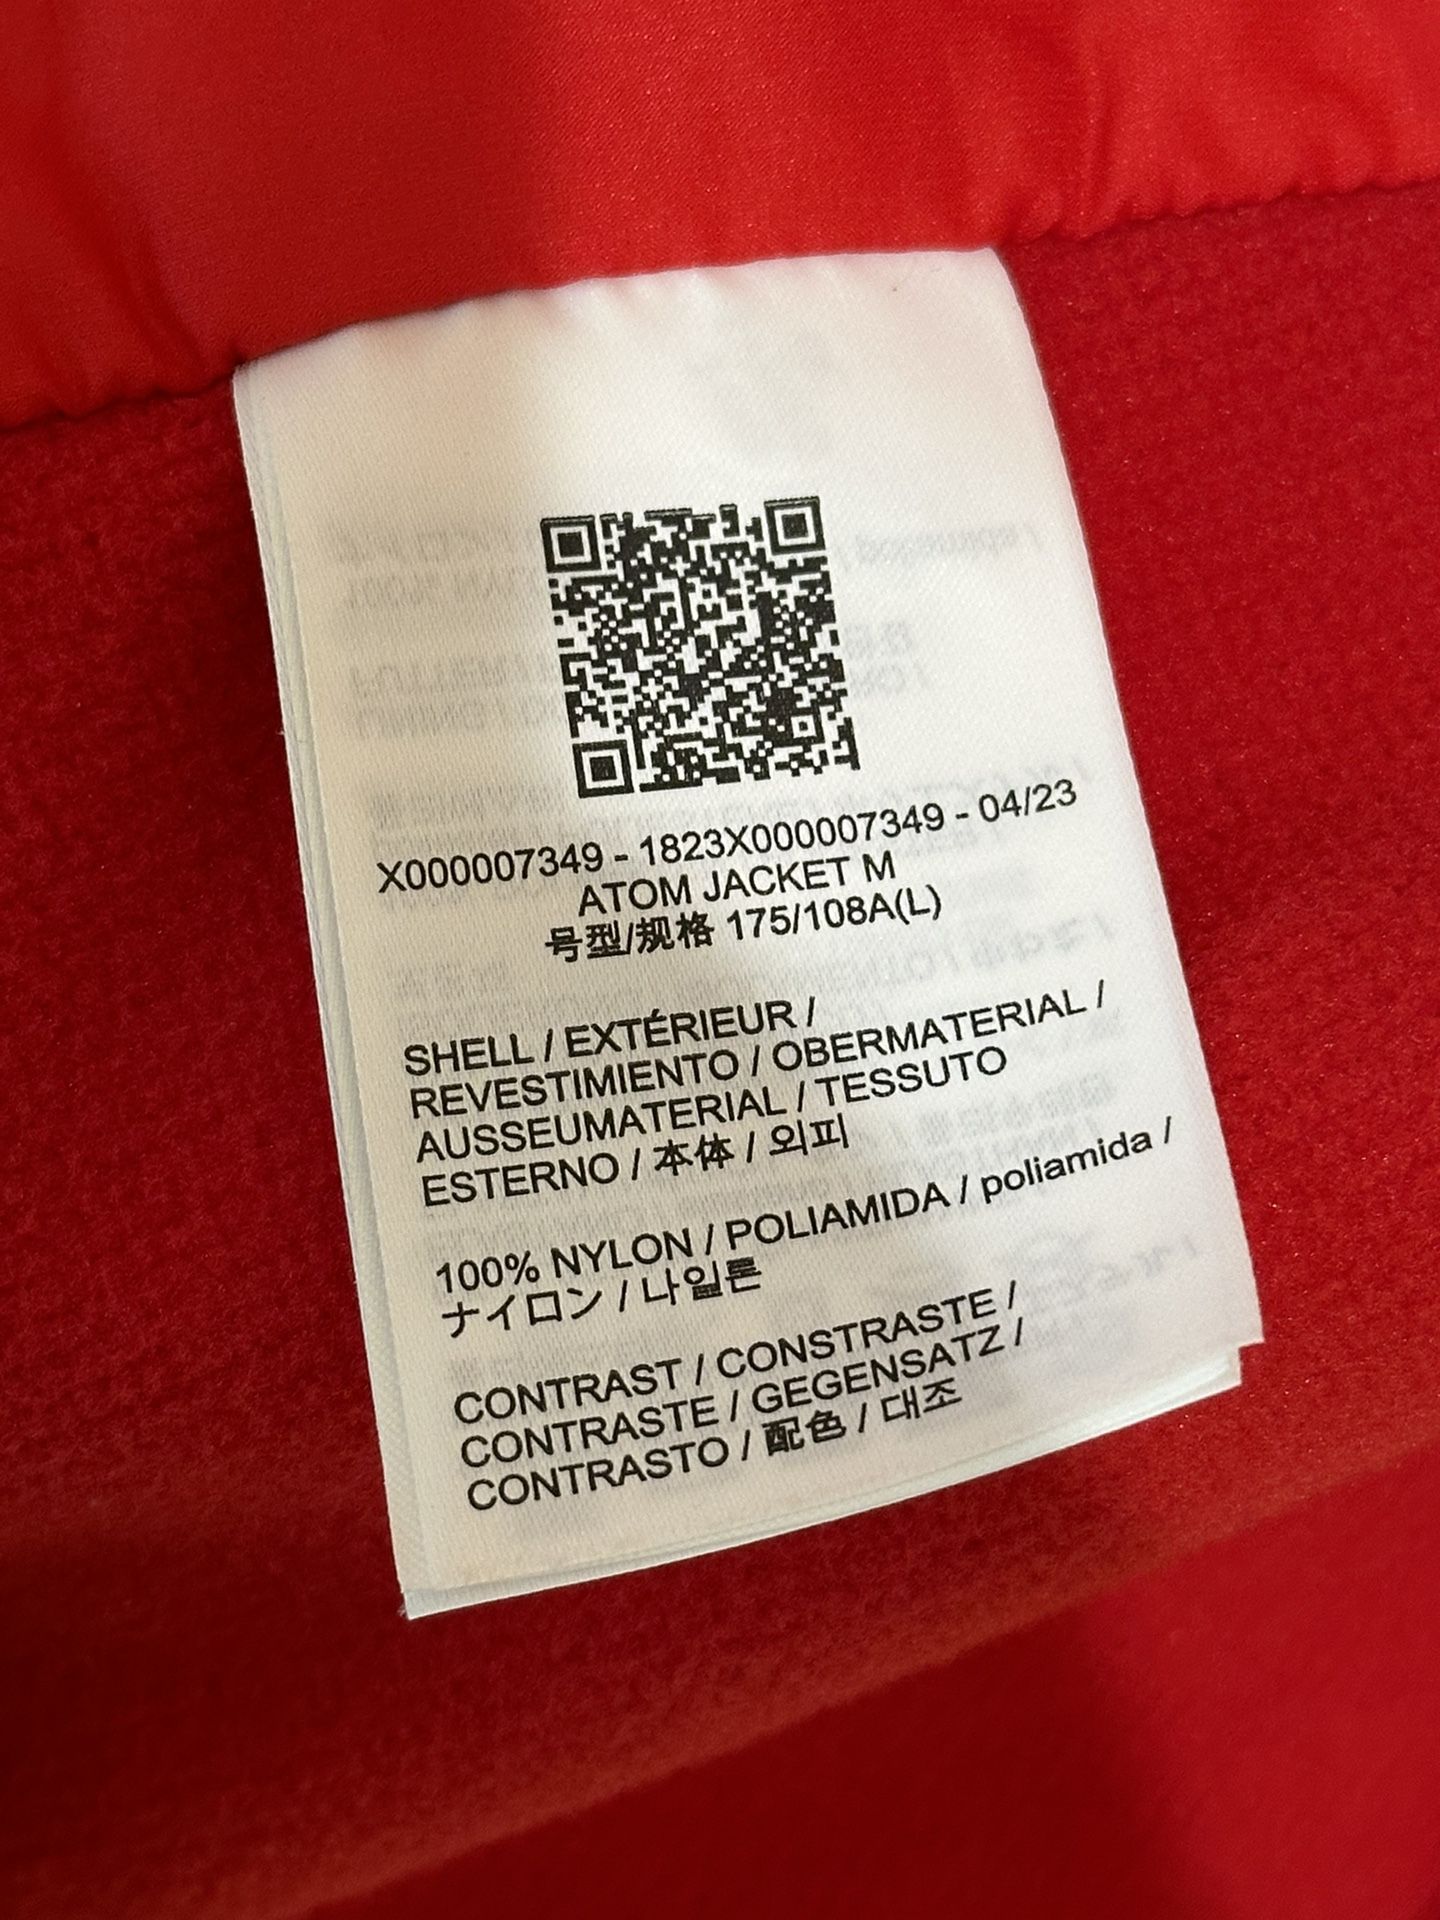 X000007349 - 1823X000007349 - 04/23
ATOM JACKET M
号型/规格 175/108A(L)
SHELL / EXTÉRIEUR /
REVESTIMIENTO / OBERMATERIAL /
AUSSEUMATERIAL / TESSUTO
ESTERNO / 本体 / 외피
100% NYLON / POLIAMIDA / poliamida /
ナイロン / 나일론
CONTRAST / CONSTRASTE /
CONTRASTE / GEGENSATZ /
CONTRASTO / 配色 / 대조